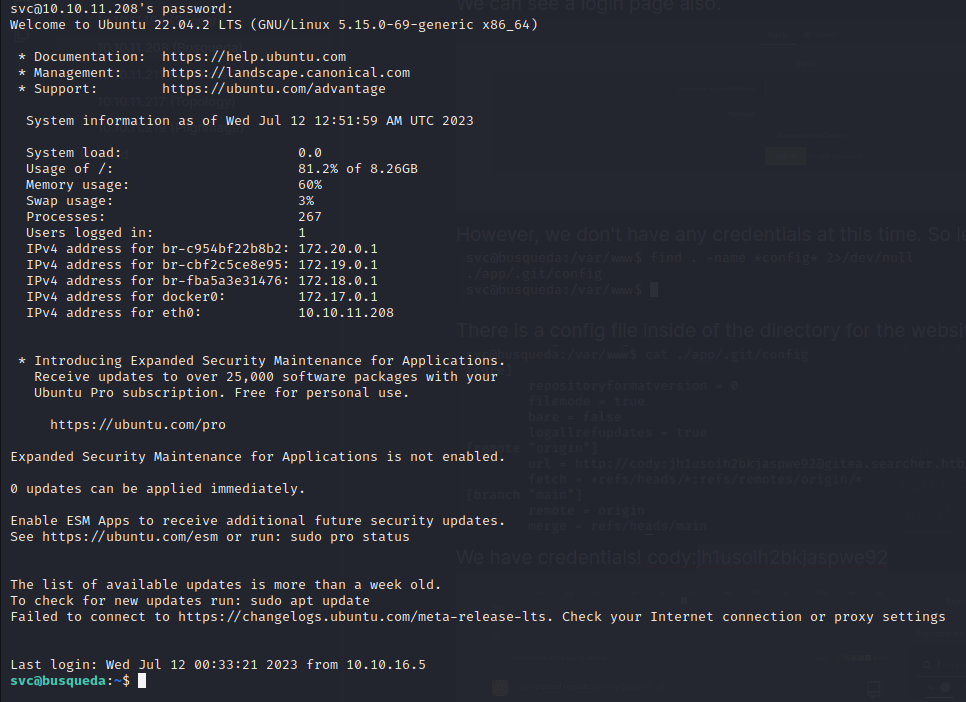 svc@10.10.11.208's password:
Welcome to Ubuntu 22.04.2 LTS (GNU/Linux 5.15.0-69-generic x86_64)
* Documentation:  https://help.ubuntu.com
* Management:     https://landscape.canonical.com
* Support:        https://ubuntu.com/advantage
System information as of Wed Jul 12 12:51:59 AM UTC 2023
System load:                      0.0
Usage of /:                       81.2% of 8.26GB
Memory usage:                     60%
Swap usage:                       3%
Processes:                        267
Users logged in:                  1
IPv4 address for br-c954bf22b8b2: 172.20.0.1
IPv4 address for br-cbf2c5ce8e95: 172.19.0.1
IPv4 address for br-fba5a3e31476: 172.18.0.1
IPv4 address for docker0:         172.17.0.1
IPv4 address for eth0:            10.10.11.208
* Introducing Expanded Security Maintenance for Applications.
Receive updates to over 25,000 software packages with your
Ubuntu Pro subscription. Free for personal use.
https://ubuntu.com/pro
Expanded Security Maintenance for Applications is not enabled.
0 updates can be applied immediately.
Enable ESM Apps to receive additional future security updates.
See https://ubuntu.com/esm or run: sudo pro status
The list of available updates is more than a week old.
To check for new updates run: sudo apt update
Failed to connect to https://changelogs.ubuntu.com/meta-release-lts. Check your Internet connection or proxy settings
Last login: Wed Jul 12 00:33:21 2023 from 10.10.16.5
svc@busqueda:~$
We can see a login page also.
However, we don't have any credentials at this time. So i
svc@busqueda:/var/www$ find . -name *config* 2>/dev/null
./app/.git/config
svc@busqueda:/var/www$
There is a config file inside of the directory for the websi
busqueda:/var/www$ cat ./app/.git/config
repositoryformatversion = 0
filemode = true
bare = false
logallrefupdates = true
[remote "origin"]
fetch = +refs/heads/*:refs/remotes/origin/*
[branch "main"]
remote = origin
merge = refs/heads/main
We have credentials!